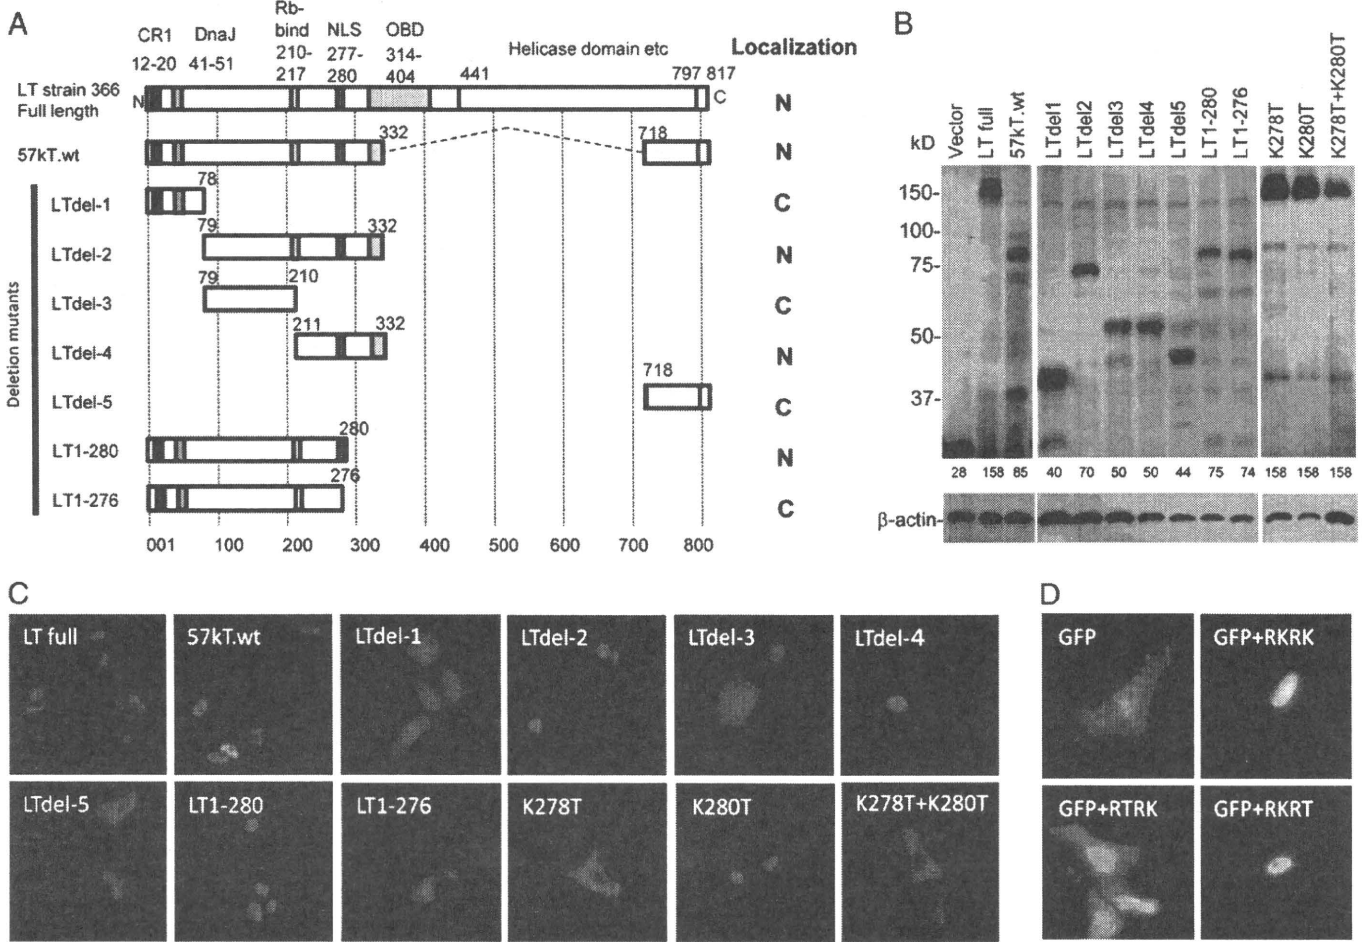 A
CR1
12-20
DnaJ
41-51
Rb-
bind
210-
217
NLS
277-
280
OBD
314-
404
441
Helicase domain etc
797 817
Localization
LT strain 366
Full length
N
C
N
57kT.wt
332
718
N
Deletion mutants
LTdel-1
78
C
LTdel-2
79
332
N
LTdel-3
79
210
C
LTdel-4
211
332
N
LTdel-5
718
C
LT1-280
280
N
LT1-276
276
C
001 100 200 300 400 500 600 700 800
B
kD
Vector
LT full
57kT.wt
LTdel1
LTdel2
LTdel3
LTdel4
LTdel5
LT1-280
LT1-276
K278T
K280T
K278T+K280T
150-
100-
75-
50-
37-
28 158 85 40 70 50 50 44 75 74 158 158 158
β-actin-
C
LT full
57kT.wt
LTdel-1
LTdel-2
LTdel-3
LTdel-4
LTdel-5
LT1-280
LT1-276
K278T
K280T
K278T+K280T
D
GFP
GFP+RKRK
GFP+RTRK
GFP+RKRT